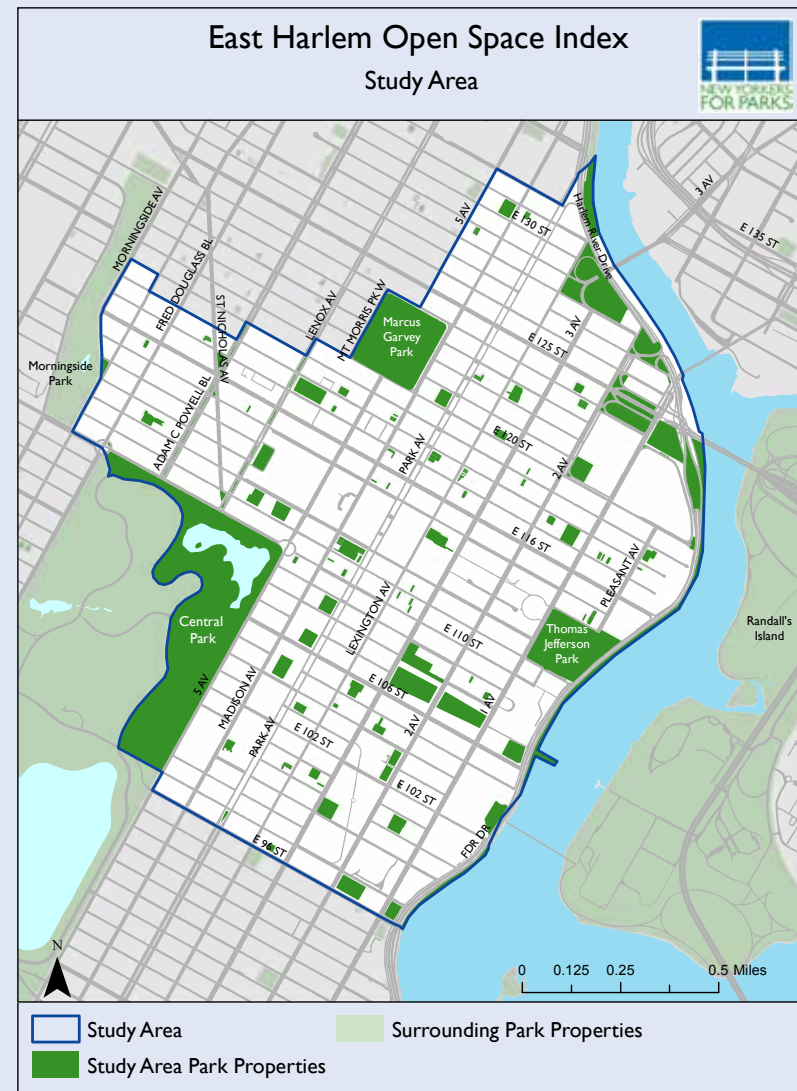 East Harlem Open Space Index
Study Area
NEW YORKERS
FOR PARKS
3 AV
E 135 ST
MORNINGSIDE AV
5 AV
E 130 ST
Harlem River Drive
FRED DOUGLASS BL
ST NICHOLAS AV
LENOX AV
MT MORRIS PK W
Marcus
Garvey
Park
3 AV
E 125 ST
Morningside
Park
ADAM C POWELL BL
PARK AV
E 120 ST
2 AV
E 116 ST
PLEASANT AV
Central
Park
LEXINGTON AV
E 110 ST
Thomas
Jefferson
Park
Randall's
Island
5 AV
MADISON AV
PARK AV
E 106 ST
1 AV
2 AV
E 102 ST
E 102 ST
FDR DR
E 96 ST
N
0 0.125 0.25 0.5 Miles
Study Area
Surrounding Park Properties
Study Area Park Properties